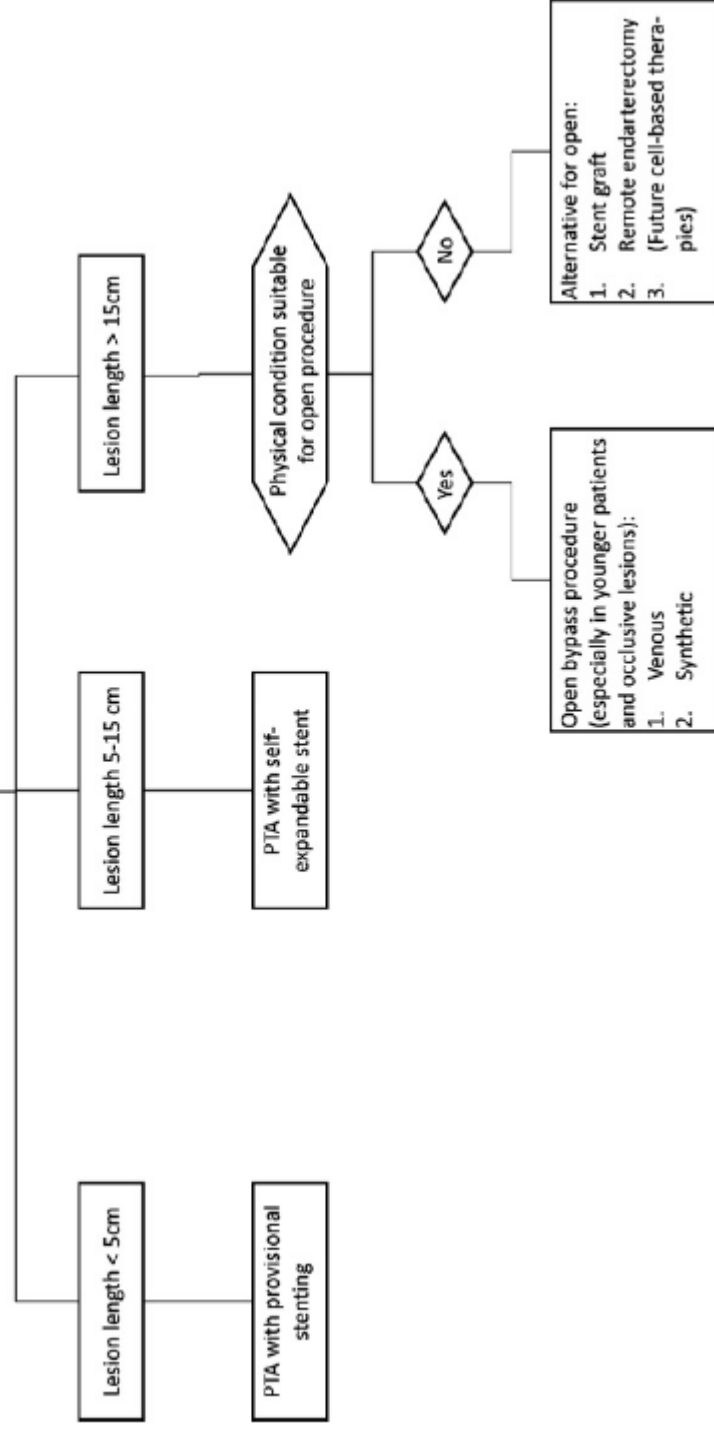 Lesion length < 5cm
Lesion length 5-15 cm
Lesion length > 15cm
PTA with provisional
stenting
PTA with self-
expandable stent
Physical condition suitable
for open procedure
Yes
No
Open bypass procedure
(especially in younger patients
and occlusive lesions):
1. Venous
2. Synthetic
Alternative for open:
1. Stent graft
2. Remote endarterectomy
3. (Future cell-based thera-
pies)